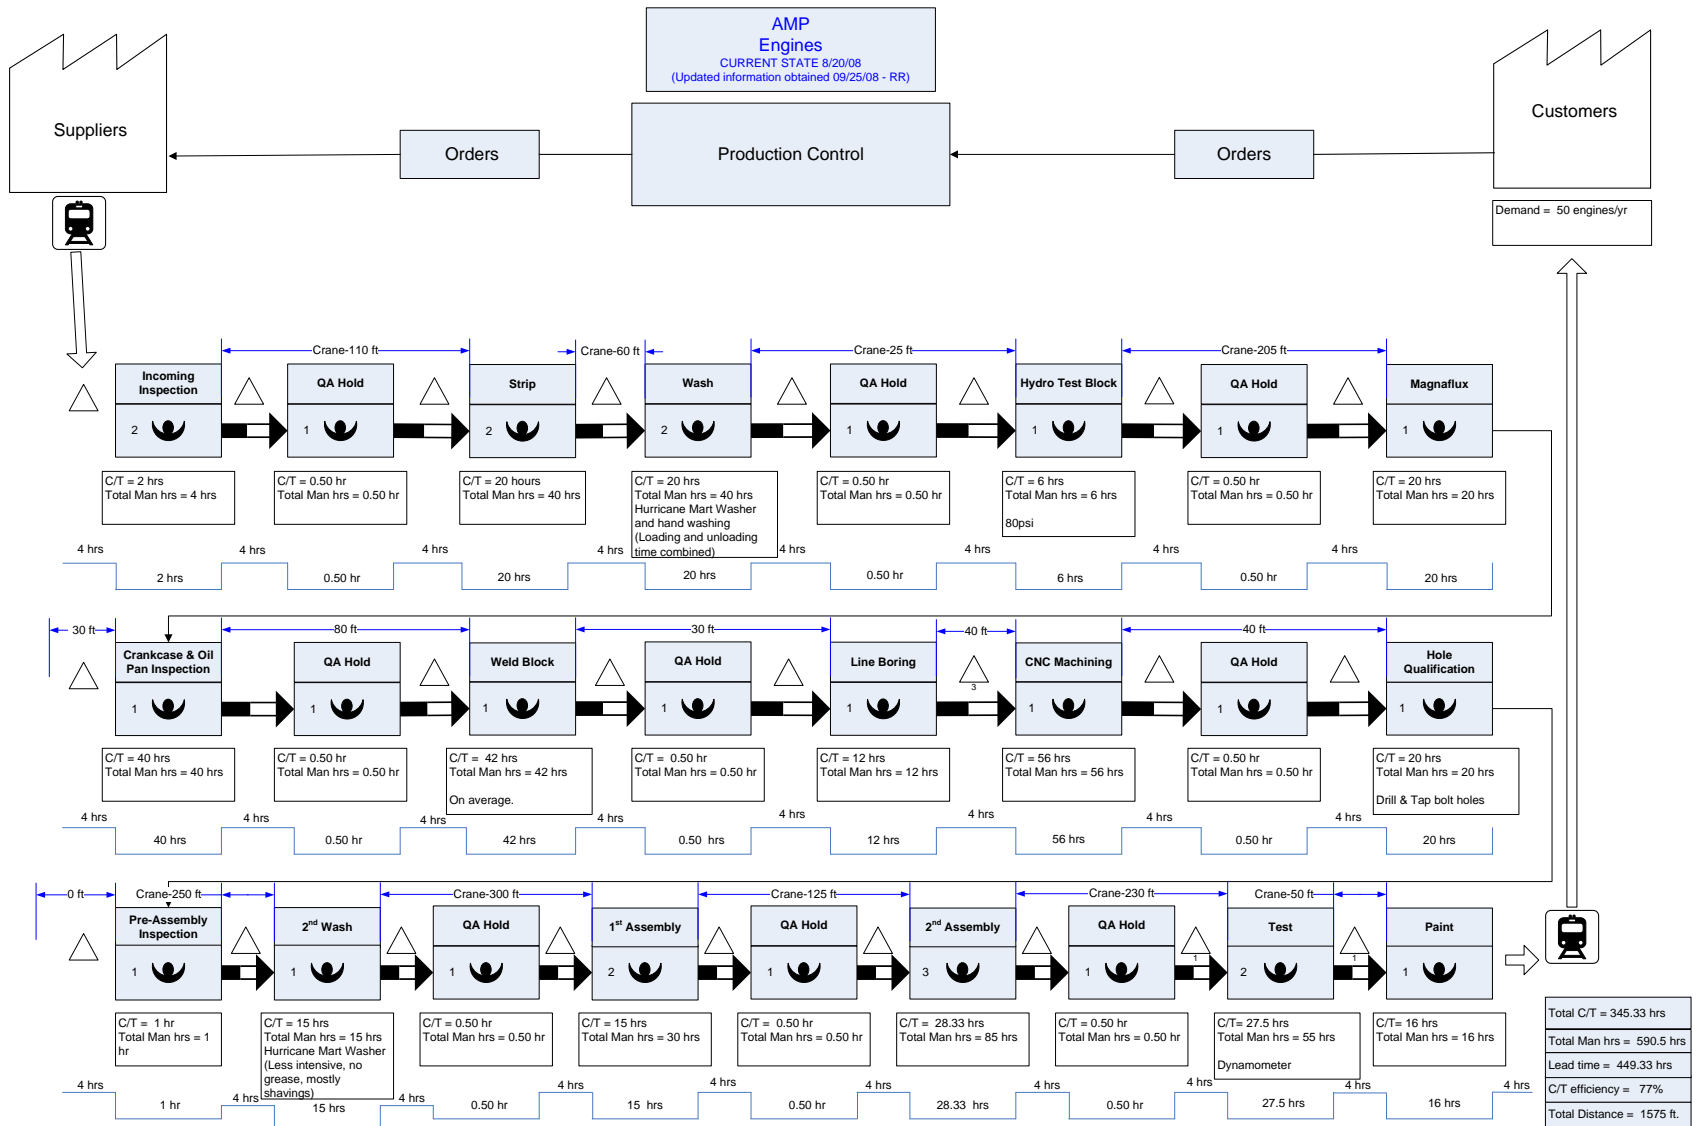 AMP
Engines
CURRENT STATE 8/20/08
(Updated information obtained 09/25/08 - RR)
Suppliers
Orders
Production Control
Orders
Customers
Demand =  50 engines/yr
Crane-110 ft
Crane-60 ft
Crane-25 ft
Crane-205 ft
Incoming
Inspection
2
QA Hold
1
Strip
2
Wash
2
QA Hold
1
Hydro Test Block
1
QA Hold
1
Magnaflux
1
C/T = 2 hrs
Total Man hrs = 4 hrs
C/T = 0.50 hr
Total Man hrs = 0.50 hr
C/T = 20 hours
Total Man hrs = 40 hrs
C/T = 20 hrs
Total Man hrs = 40 hrs
Hurricane Mart Washer
and hand washing
(Loading and unloading
time combined)
C/T = 0.50 hr
Total Man hrs = 0.50 hr
C/T = 6 hrs
Total Man hrs = 6 hrs
80psi
C/T = 0.50 hr
Total Man hrs = 0.50 hr
C/T = 20 hrs
Total Man hrs = 20 hrs
4 hrs
2 hrs
4 hrs
0.50 hr
4 hrs
20 hrs
4 hrs
20 hrs
4 hrs
0.50 hr
4 hrs
6 hrs
4 hrs
0.50 hr
4 hrs
20 hrs
30 ft
80 ft
30 ft
40 ft
40 ft
Crankcase & Oil
Pan Inspection
1
QA Hold
1
Weld Block
1
QA Hold
1
Line Boring
1
3
CNC Machining
1
QA Hold
1
Hole
Qualification
1
C/T = 40 hrs
Total Man hrs = 40 hrs
C/T = 0.50 hr
Total Man hrs = 0.50 hr
C/T =  42 hrs
Total Man hrs = 42 hrs
On average.
C/T =  0.50 hr
Total Man hrs = 0.50 hr
C/T = 12 hrs
Total Man hrs = 12 hrs
C/T = 56 hrs
Total Man hrs = 56 hrs
C/T = 0.50 hr
Total Man hrs = 0.50 hr
C/T = 20 hrs
Total Man hrs = 20 hrs
Drill & Tap bolt holes
4 hrs
40 hrs
4 hrs
0.50 hr
4 hrs
42 hrs
4 hrs
0.50  hrs
4 hrs
12 hrs
4 hrs
56 hrs
4 hrs
0.50 hr
4 hrs
20 hrs
0 ft
Crane-250 ft
Crane-300 ft
Crane-125 ft
Crane-230 ft
Crane-50 ft
Pre-Assembly
Inspection
1
2nd Wash
1
QA Hold
1
1st Assembly
2
QA Hold
1
2nd Assembly
3
QA Hold
1
1
Test
2
1
Paint
1
C/T =  1 hr
Total Man hrs = 1
hr
C/T = 15 hrs
Total Man hrs = 15 hrs
Hurricane Mart Washer
(Less intensive, no
grease, mostly
shavings)
C/T = 0.50 hr
Total Man hrs = 0.50 hr
C/T = 15 hrs
Total Man hrs = 30 hrs
C/T =  0.50 hr
Total Man hrs = 0.50 hr
C/T = 28.33 hrs
Total Man hrs = 85 hrs
C/T = 0.50 hr
Total Man hrs = 0.50 hr
C/T= 27.5 hrs
Total Man hrs = 55 hrs
Dynamometer
C/T= 16 hrs
Total Man hrs = 16 hrs
4 hrs
1 hr
4 hrs
15 hrs
4 hrs
0.50 hr
4 hrs
15  hrs
4 hrs
0.50 hr
4 hrs
28.33  hrs
4 hrs
0.50 hr
4 hrs
27.5 hrs
4 hrs
16 hrs
4 hrs
Total C/T = 345.33 hrs
Total Man hrs =  590.5 hrs
Lead time =  449.33 hrs
C/T efficiency =  77%
Total Distance =  1575 ft.